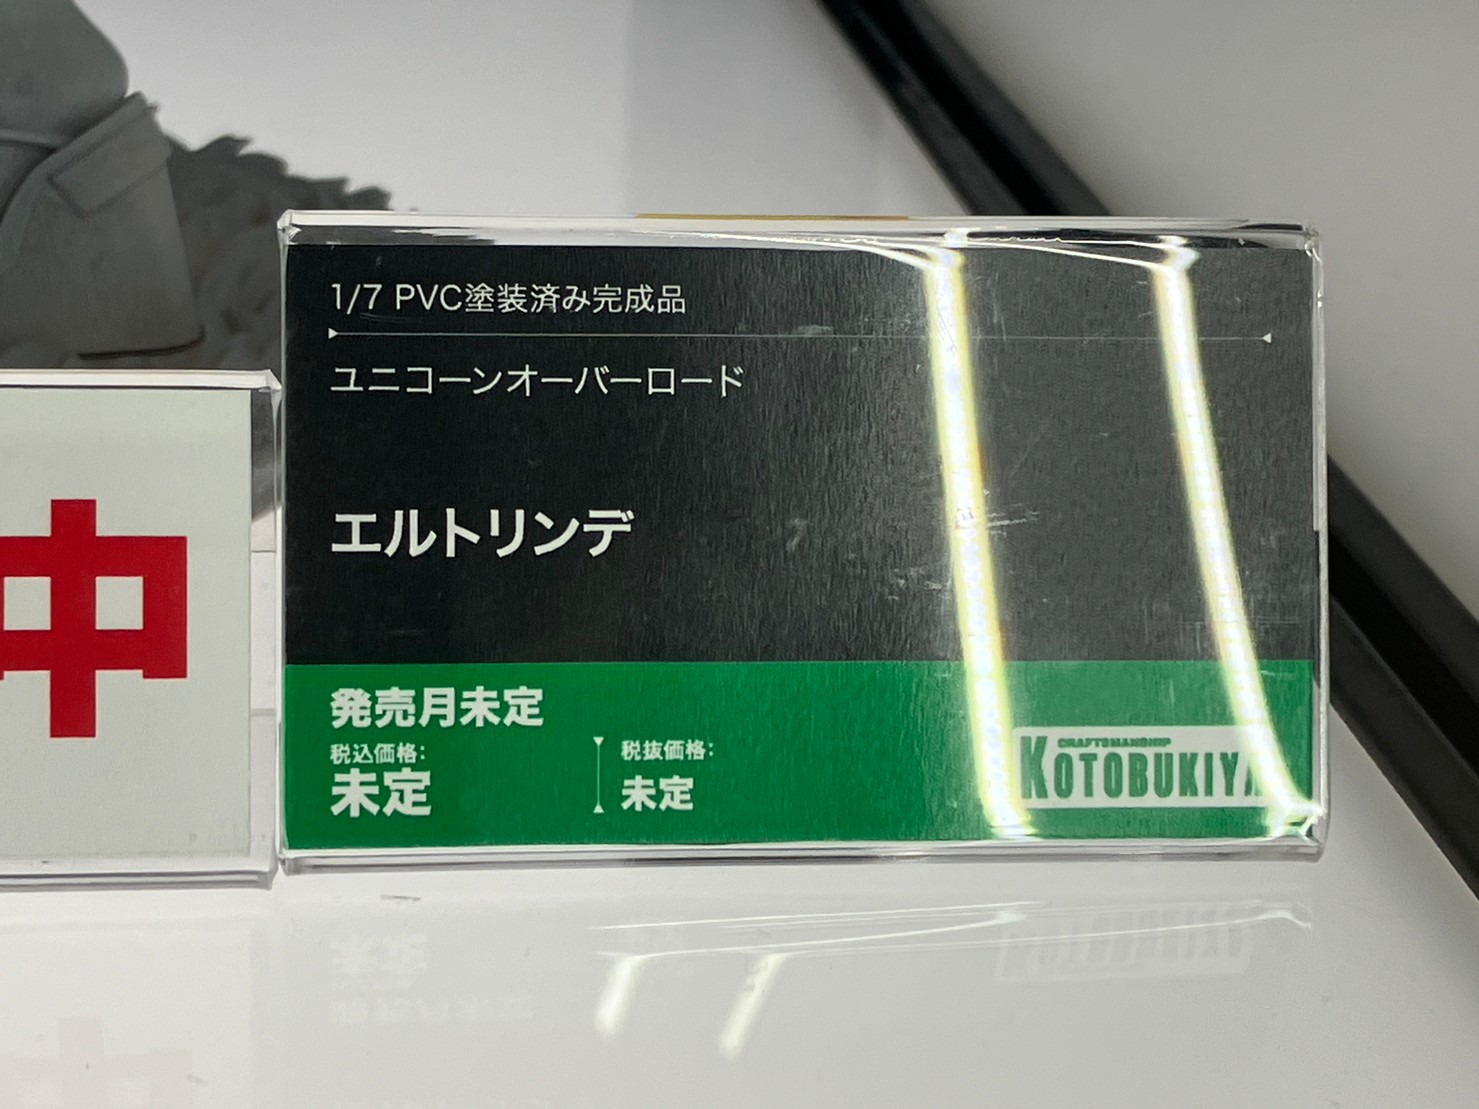 1/7 PVC塗装済み完成品
ユニコーンオーバーロード
エルトリンデ
発売月未定
税込価格:
未定
税抜価格:
未定
CRAFTSMANSHIP
KOTOBUKIYA
中